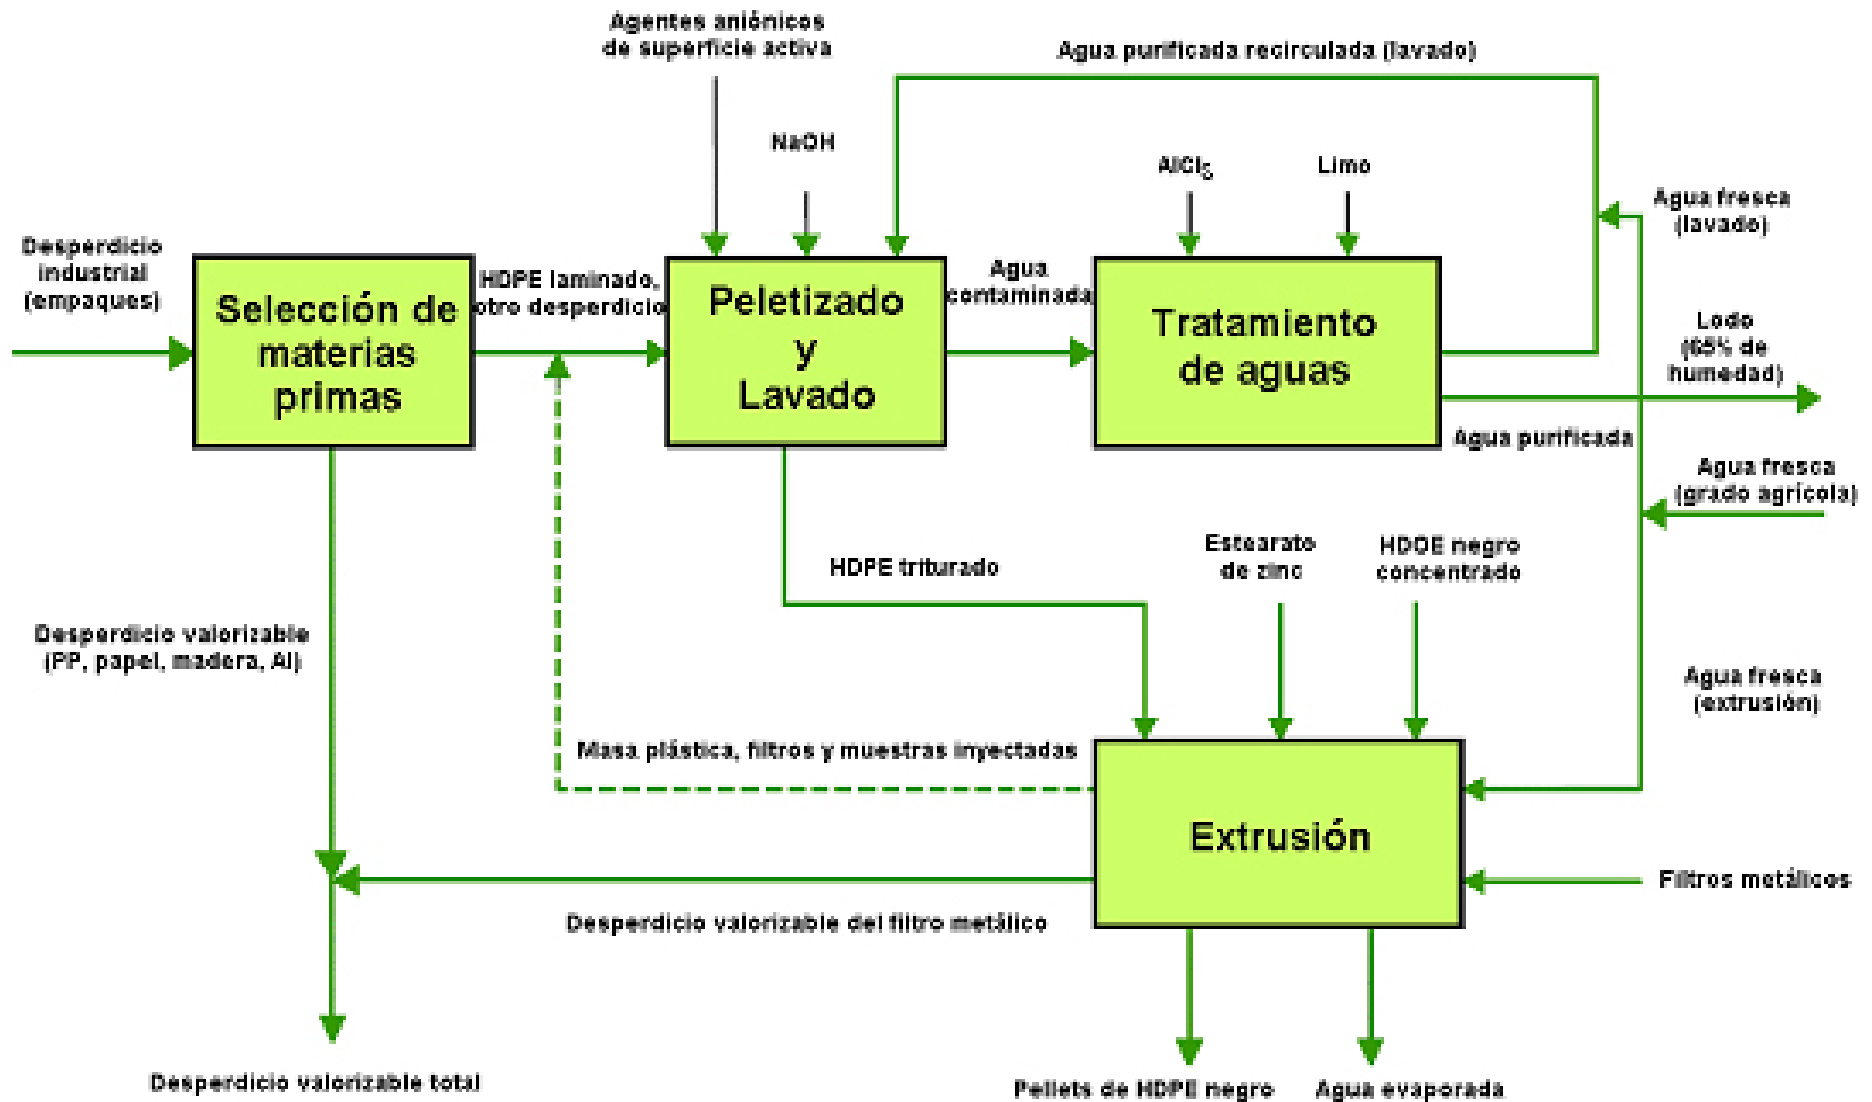 Agentes aniónicos
de superficie activa
Agua purificada recirculada (lavado)
NaOH
AlCl3
Limo
Agua fresca
(lavado)
Desperdicio
industrial
(empaques)
HDPE laminado,
otro desperdicio
Agua
contaminada
Selección de
materias
primas
Peletizado
y
Lavado
Tratamiento
de aguas
Lodo
(65% de
humedad)
Agua purificada
Agua fresca
(grado agrícola)
HDPE triturado
Estearato
de zinc
HDOE negro
concentrado
Desperdicio valorizable
(PP, papel, madera, Al)
Agua fresca
(extrusión)
Masa plástica, filtros y muestras inyectadas
Extrusión
Filtros metálicos
Desperdicio valorizable del filtro metálico
Desperdicio valorizable total
Pellets de HDPE negro
Agua evaporada